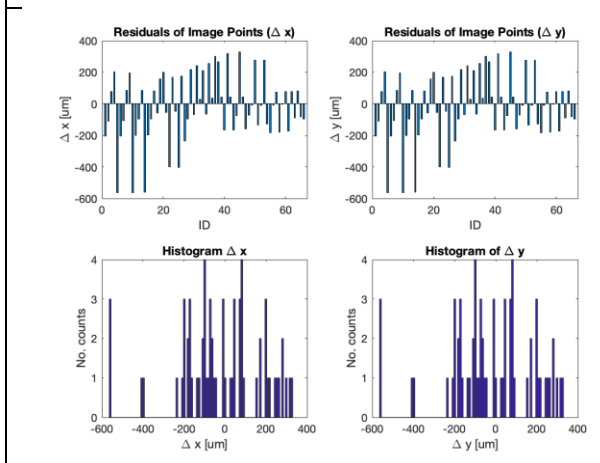 Residuals of Image Points (Δ x)
400
200
0
-200
-400
-600
Δ x [um]
0 20 40 60
ID
Residuals of Image Points (Δ y)
400
200
0
-200
-400
-600
Δ y [um]
0 20 40 60
ID
Histogram Δ x
4
3
2
1
0
No. counts
-600 -400 -200 0 200 400
Δ x [um]
Histogram of Δ y
4
3
2
1
0
No. counts
-600 -400 -200 0 200 400
Δ y [um]